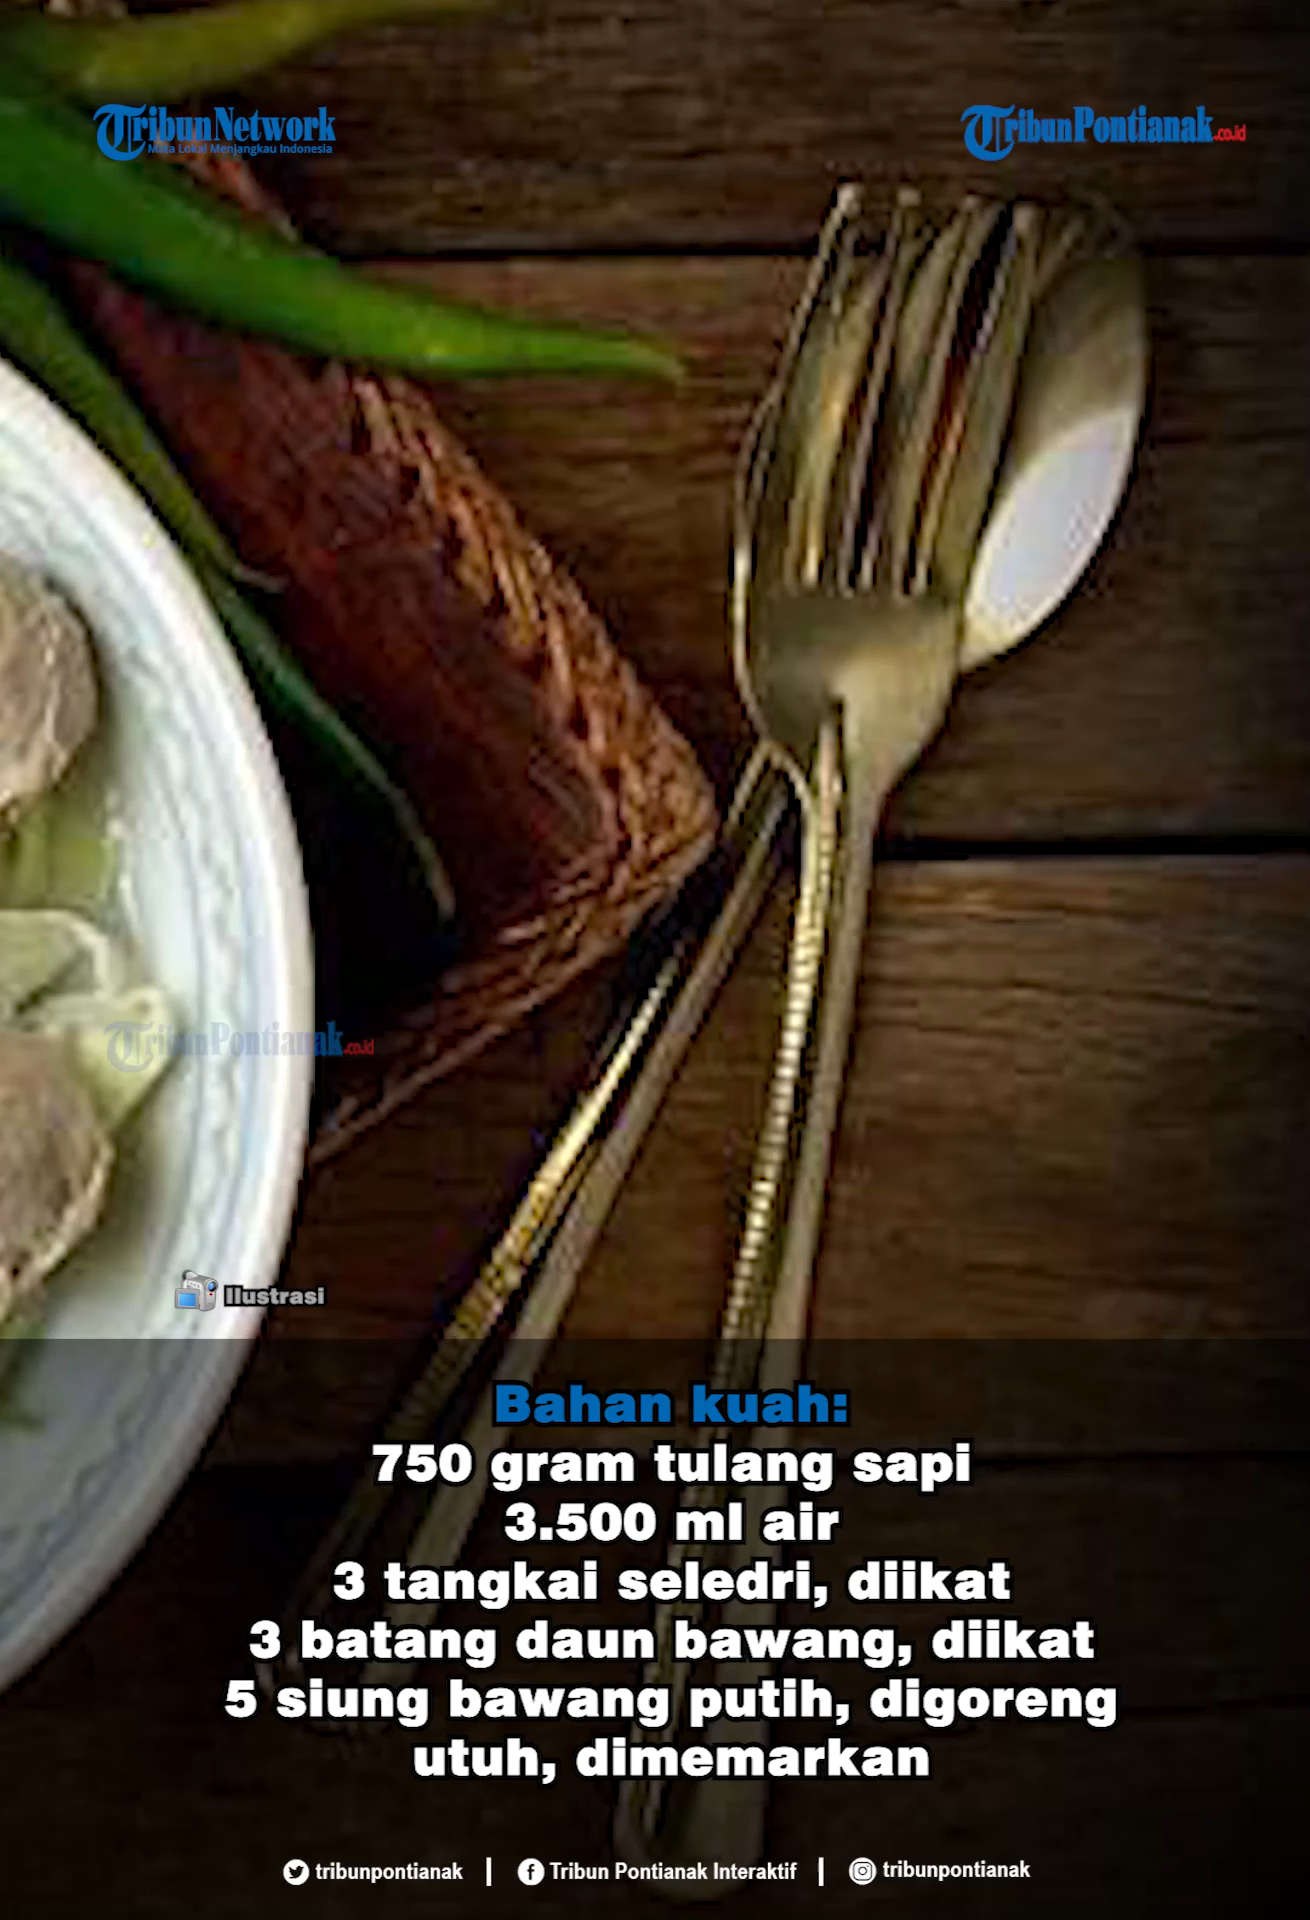 TribunNetwork
Mata Lokal Menjangkau Indonesia
TribunPontianak.co.id
TribunPontianak.co.id
Ilustrasi
Bahan kuah:
750 gram tulang sapi
3.500 ml air
3 tangkai seledri, diikat
3 batang daun bawang, diikat
5 siung bawang putih, digoreng
utuh, dimemarkan
tribunpontianak | Tribun Pontianak Interaktif | tribunpontianak